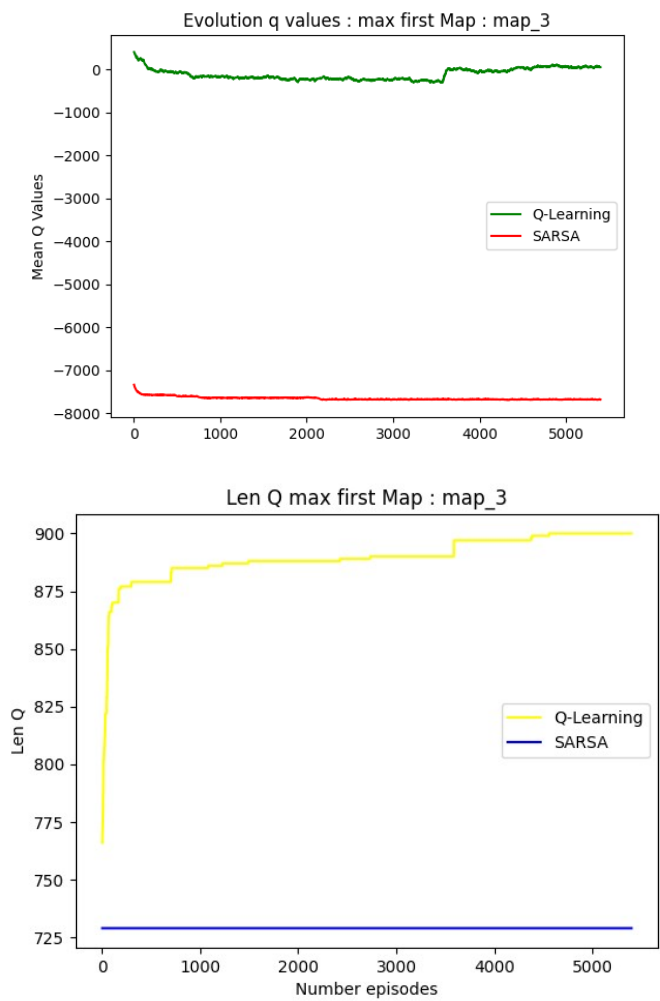 Evolution q values : max first Map : map_3
Mean Q Values
0
−1000
−2000
−3000
−4000
−5000
−6000
−7000
−8000
Q-Learning
SARSA
0 1000 2000 3000 4000 5000
Len Q max first Map : map_3
Len Q
900
875
850
825
800
775
750
725
Q-Learning
SARSA
0 1000 2000 3000 4000 5000
Number episodes